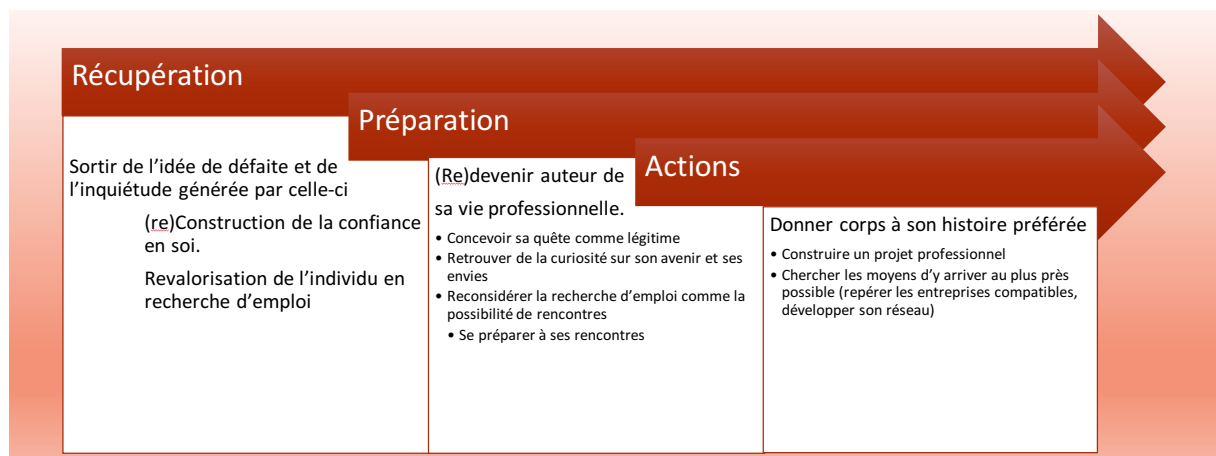 Récupération
Sortir de l’idée de défaite et de
l’inquiétude générée par celle-ci
(re)Construction de la confiance
en soi.
Revalorisation de l’individu en
recherche d’emploi
Préparation
(Re)devenir auteur de
sa vie professionnelle.
• Concevoir sa quête comme légitime
• Retrouver de la curiosité sur son avenir et ses
envies
• Reconsidérer la recherche d’emploi comme la
possibilité de rencontres
• Se préparer à ses rencontres
Actions
Donner corps à son histoire préférée
• Construire un projet professionnel
• Chercher les moyens d’y arriver au plus près
possible (repérer les entreprises compatibles,
développer son réseau)